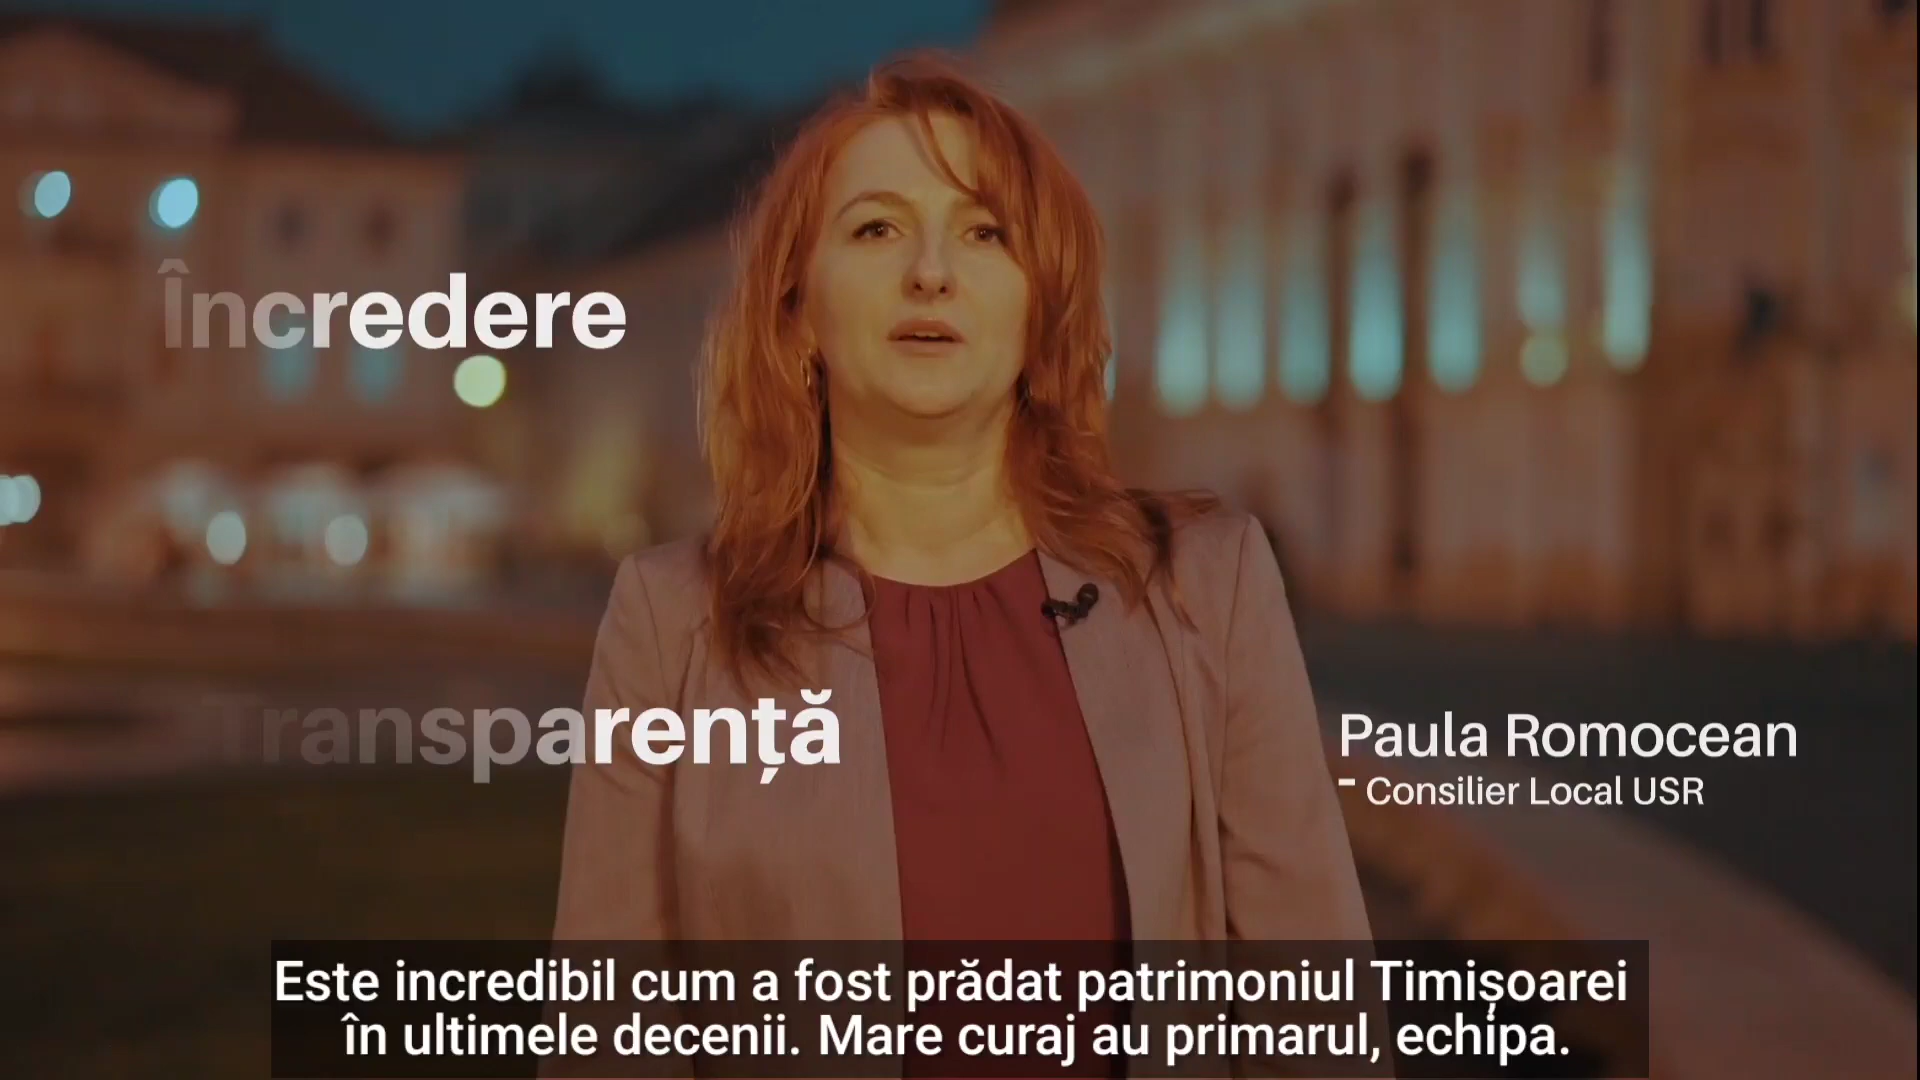 Încredere
Transparență
Paula Romocean
- Consilier Local USR
Este incredibil cum a fost prădat patrimoniul Timișoarei
în ultimele decenii. Mare curaj au primarul, echipa.